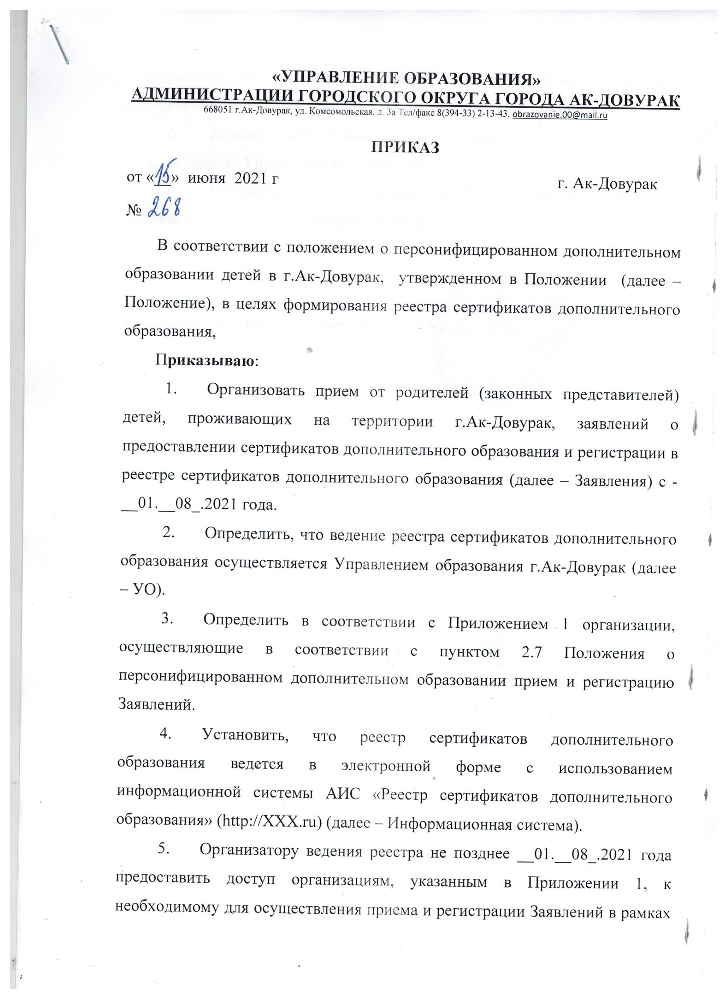 «УПРАВЛЕНИЕ ОБРАЗОВАНИЯ»
АДМИНИСТРАЦИИ ГОРОДСКОГО ОКРУГА ГОРОДА АК-ДОВУРАК
668051 г.Ак-Довурак, ул. Комсомольская, д. 3а Тел/факс 8(394-33) 2-13-43, obrazovanie.00@mail.ru
ПРИКАЗ
от «15» июня 2021 г г. Ак-Довурак
№ 268
В соответствии с положением о персонифицированном дополнительном
образовании детей в г.Ак-Довурак, утвержденном в Положении (далее –
Положение), в целях формирования реестра сертификатов дополнительного
образования,
Приказываю:
1. Организовать прием от родителей (законных представителей)
детей, проживающих на территории г.Ак-Довурак, заявлений о
предоставлении сертификатов дополнительного образования и регистрации в
реестре сертификатов дополнительного образования (далее – Заявления) с -
__01.__08_.2021 года.
2. Определить, что ведение реестра сертификатов дополнительного
образования осуществляется Управлением образования г.Ак-Довурак (далее
– УО).
3. Определить в соответствии с Приложением 1 организации,
осуществляющие в соответствии с пунктом 2.7 Положения о
персонифицированном дополнительном образовании прием и регистрацию
Заявлений.
4. Установить, что реестр сертификатов дополнительного
образования ведется в электронной форме с использованием
информационной системы АИС «Реестр сертификатов дополнительного
образования» (http://XXX.ru) (далее – Информационная система).
5. Организатору ведения реестра не позднее __01.__08_.2021 года
предоставить доступ организациям, указанным в Приложении 1, к
необходимому для осуществления приема и регистрации Заявлений в рамках